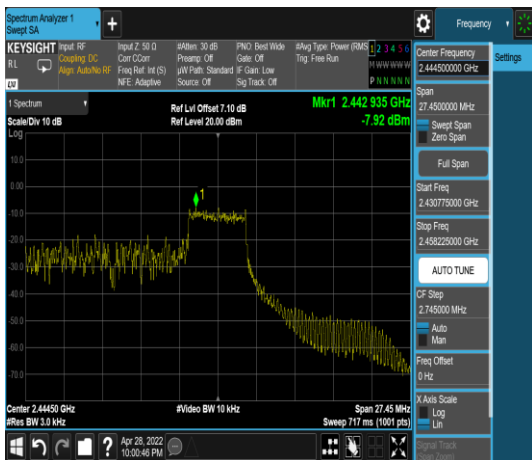 Spectrum Analyzer 1
Swept SA
Frequency
KEYSIGHT
RL
Input: RF
Coupling: DC
Align: Auto/No RF
Input Z: 50 Ω
Corr CCorr
Freq Ref: Int (S)
NFE: Adaptive
#Atten: 30 dB
Preamp: Off
µW Path: Standard
Source: Off
PNO: Best Wide
Gate: Off
IF Gain: Low
Sig Track: Off
#Avg Type: Power (RMS
Trig: Free Run
1 2 3 4 5 6
M W W W W W
P N N N N N
1 Spectrum
Scale/Div 10 dB
Ref Lvl Offset 7.10 dB
Ref Level 20.00 dBm
Mkr1 2.442 935 GHz
-7.92 dBm
Log
10.0
0.00
-10.0
-20.0
-30.0
-40.0
-50.0
-60.0
-70.0
1
Center 2.44450 GHz
#Res BW 3.0 kHz
#Video BW 10 kHz
Span 27.45 MHz
Sweep 717 ms (1001 pts)
Apr 28, 2022
10:00:46 PM
Center Frequency
2.444500000 GHz
Settings
Span
27.4500000 MHz
Swept Span
Zero Span
Full Span
Start Freq
2.430775000 GHz
Stop Freq
2.458225000 GHz
AUTO TUNE
CF Step
2.745000 MHz
Auto
Man
Freq Offset
0 Hz
X Axis Scale
Log
Lin
Signal Track
(Span Zoom)